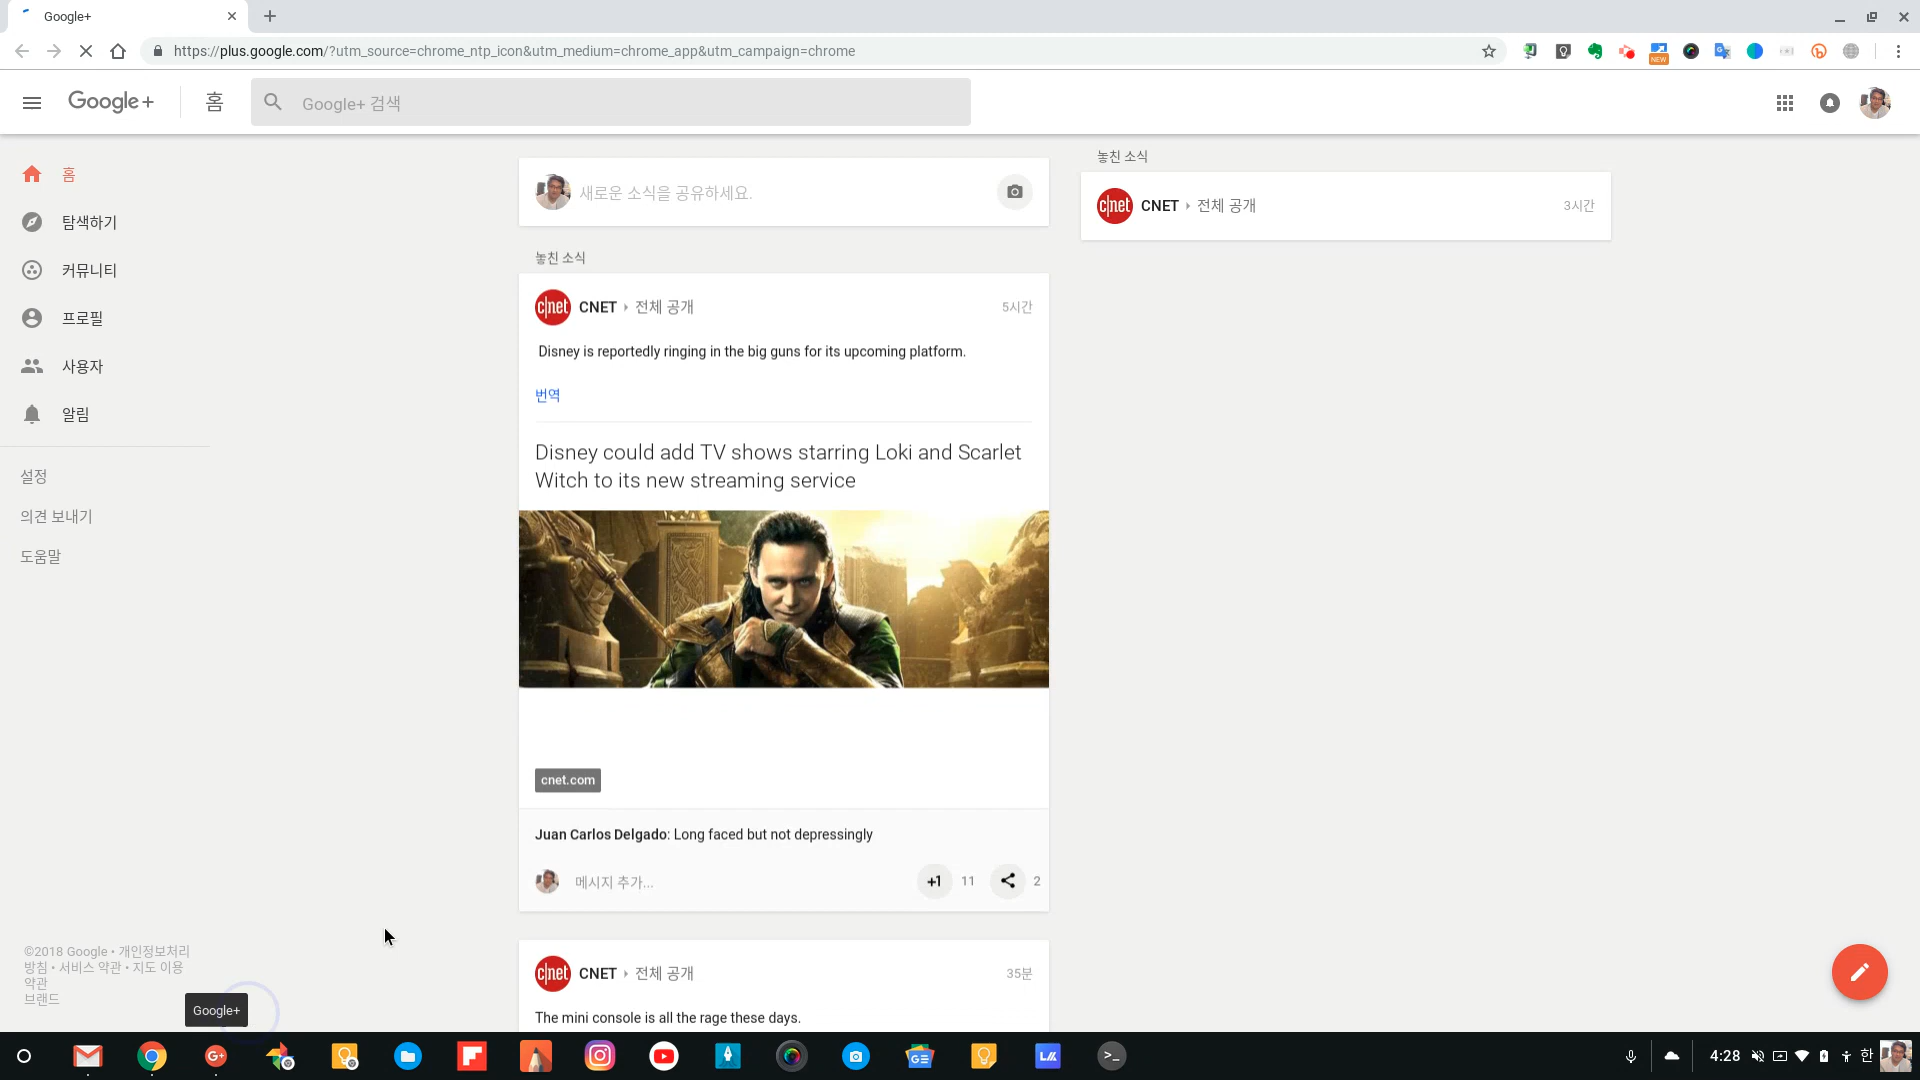 Google+
https://plus.google.com/?utm_source=chrome_ntp_icon&utm_medium=chrome_app&utm_campaign=chrome
NEW
Google+
홈
Google+ 검색
홈
탐색하기
커뮤니티
프로필
사용자
알림
설정
의견 보내기
도움말
©2018 Google • 개인정보처리
방침 • 서비스 약관 • 지도 이용
약관
브랜드
Google+
새로운 소식을 공유하세요.
놓친 소식
c|net
CNET
전체 공개
5시간
Disney is reportedly ringing in the big guns for its upcoming platform.
번역
Disney could add TV shows starring Loki and Scarlet
Witch to its new streaming service
cnet.com
Juan Carlos Delgado: Long faced but not depressingly
메시지 추가...
+1
11
2
c|net
CNET
전체 공개
35분
The mini console is all the rage these days.
놓친 소식
c|net
CNET
전체 공개
3시간
G+
GE
>_
4:28
한